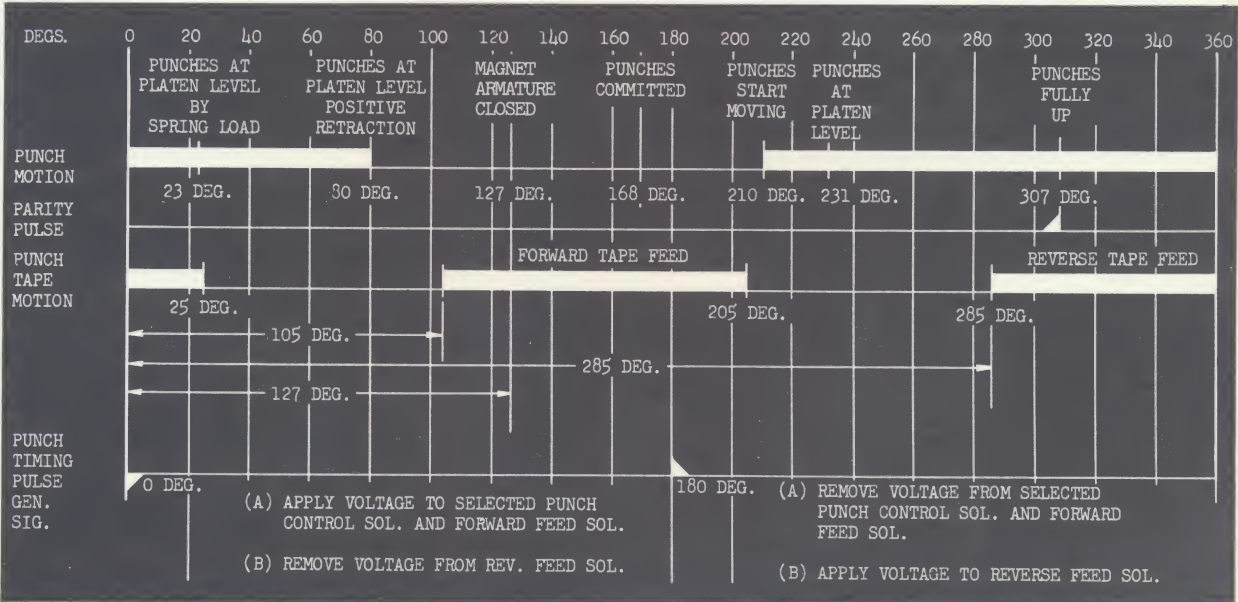 DEGS. 0 20 40 60 80 100 120 140 160 180 200 220 240 260 280 300 320 340 360
PUNCHES AT
PLATEN LEVEL
BY
SPRING LOAD
PUNCHES AT
PLATEN LEVEL
POSITIVE
RETRACTION
MAGNET
ARMATURE
CLOSED
PUNCHES
COMMITTED
PUNCHES
START
MOVING
PUNCHES
AT
PLATEN
LEVEL
PUNCHES
FULLY
UP
PUNCH
MOTION
23 DEG. 80 DEG. 127 DEG. 168 DEG. 210 DEG. 231 DEG. 307 DEG.
PARITY
PULSE
PUNCH
TAPE
MOTION
FORWARD TAPE FEED
REVERSE TAPE FEED
25 DEG. 205 DEG. 285 DEG.
105 DEG.
285 DEG.
127 DEG.
PUNCH
TIMING
PULSE
GEN.
SIG.
0 DEG.
(A) APPLY VOLTAGE TO SELECTED PUNCH
CONTROL SOL. AND FORWARD FEED SOL.
(B) REMOVE VOLTAGE FROM REV. FEED SOL.
180 DEG.
(A) REMOVE VOLTAGE FROM SELECTED
PUNCH CONTROL SOL. AND FORWARD
FEED SOL.
(B) APPLY VOLTAGE TO REVERSE FEED SOL.